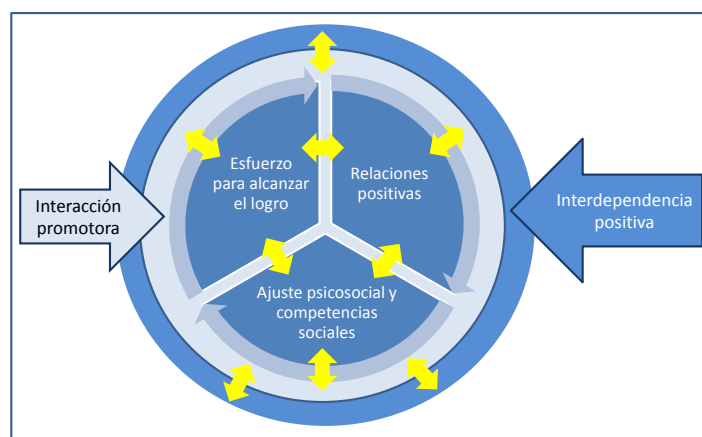 Esfuerzo
para alcanzar
el logro
Relaciones
positivas
Interacción
promotora
Interdependencia
positiva
Ajuste psicosocial y
competencias
sociales